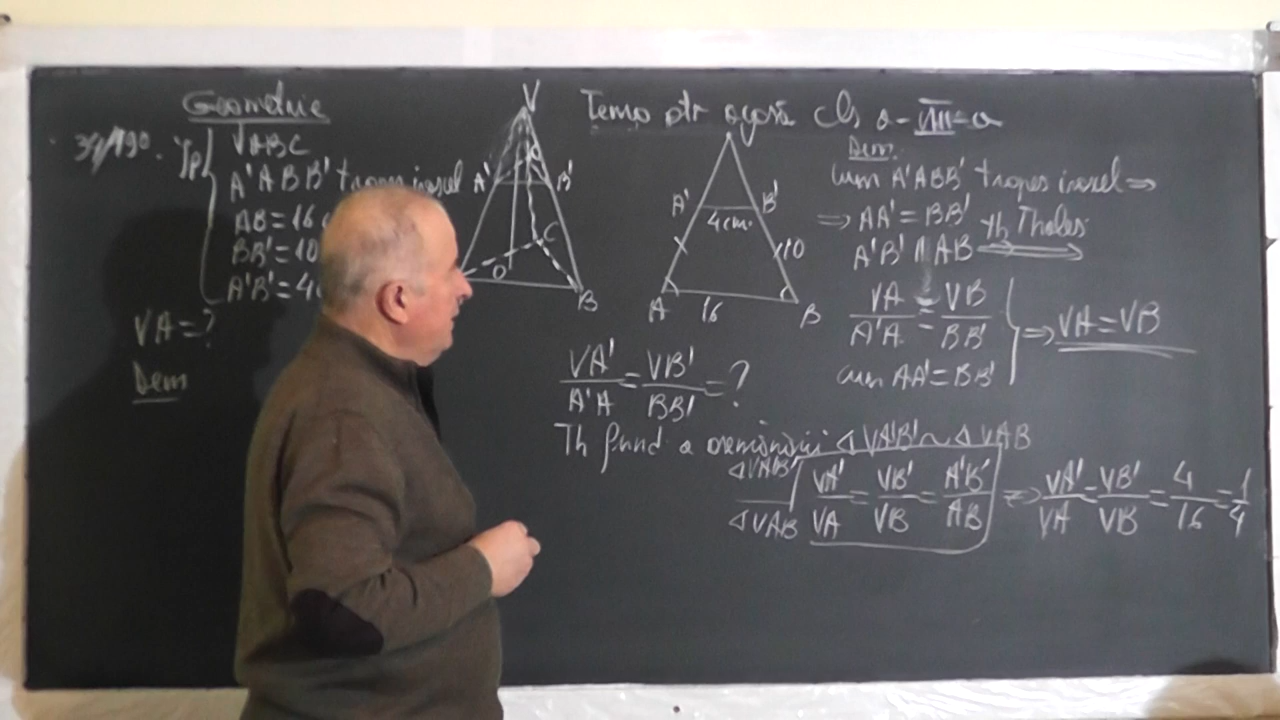 Geometrie
Tema ptr acasă Cls a-VIII-a
34/190. Ip
VABC
A'ABB' trapez isoscel
AB=16
BB'=10
A'B'=4
VA=?
Dem
V
A'
B'
C
O
B
A'
B'
4cm.
10
A
16
B
VA'/A'A = VB'/BB' = ?
Dem.
cum A'ABB' trapez isoscel ⇒
⇒ AA' = BB'
A'B' ∥ AB th Thales ⇒
VA/A'A = VB/BB'
cum AA' = BB'
⇒ VA = VB
Th fund a asemănării Δ VA'B' ~ Δ VAB
Δ VA'B'
Δ VAB
VA'/VA = VB'/VB = A'B'/AB ⇒ VA'/VA = VB'/VB = 4/16 = 1/4